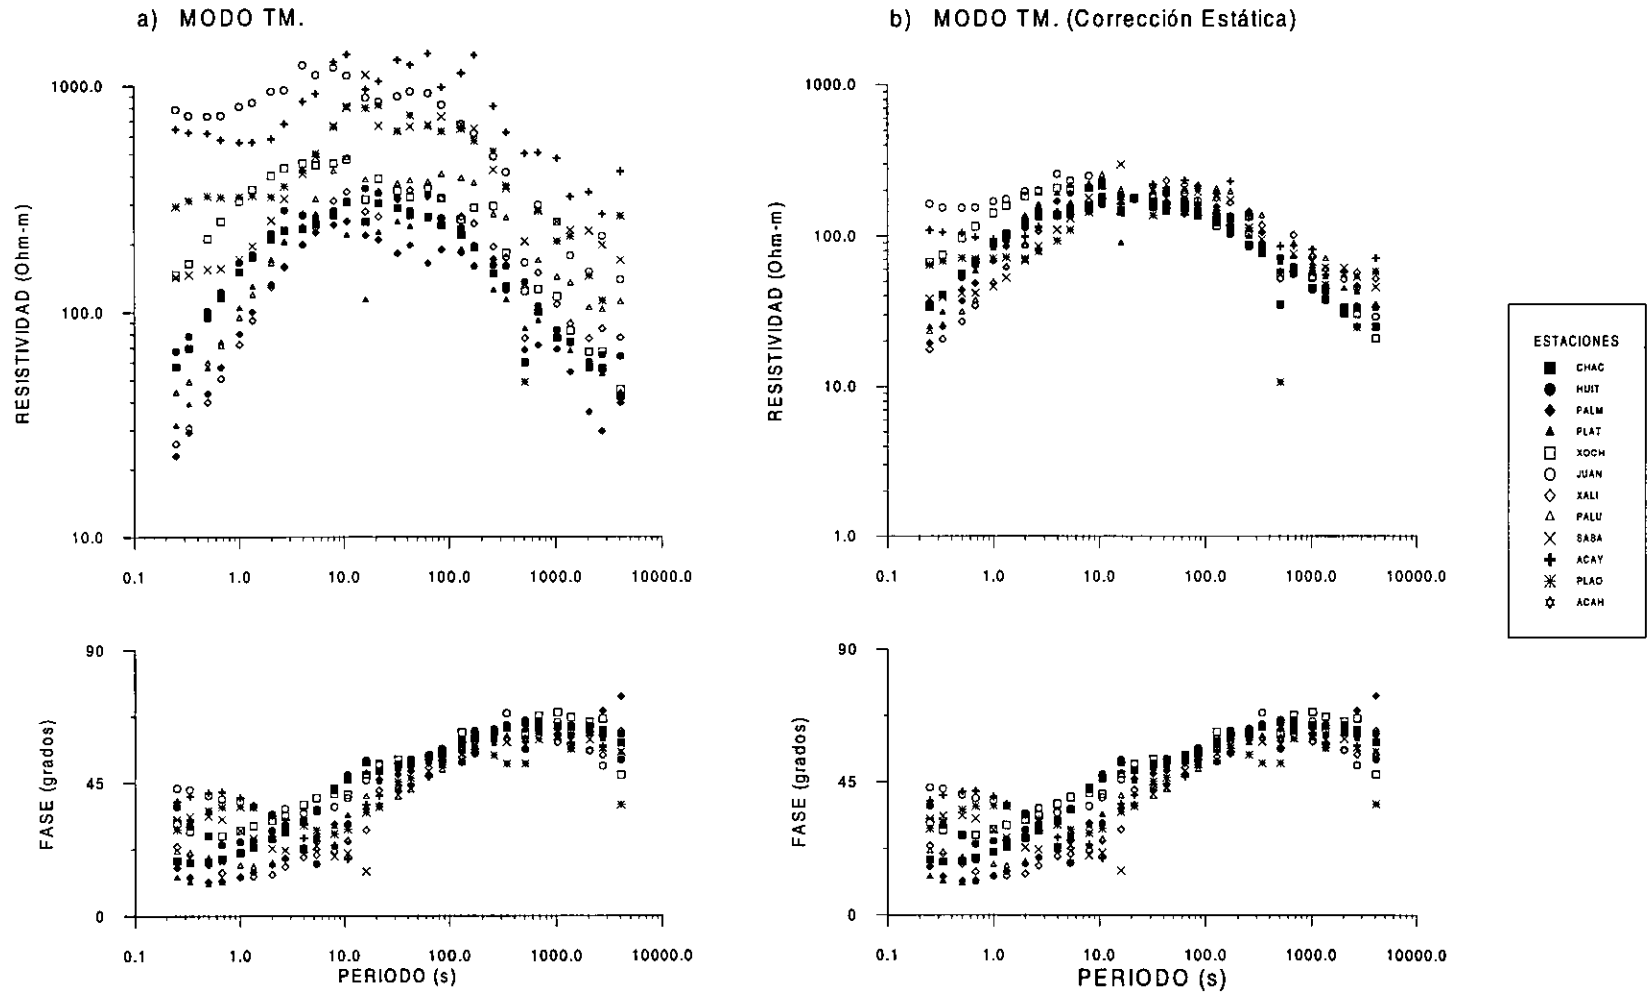 a) MODO TM.
b) MODO TM. (Corrección Estática)
RESISTIVIDAD (Ohm-m)
1000.0
100.0
10.0
0.1 1.0 10.0 100.0 1000.0 10000.0
FASE (grados)
90
45
0
0.1 1.0 10.0 100.0 1000.0 10000.0
PERIODO (s)
RESISTIVIDAD (Ohm-m)
1000.0
100.0
10.0
1.0
0.1 1.0 10.0 100.0 1000.0 10000.0
FASE (grados)
90
45
0
0.1 1.0 10.0 100.0 1000.0 10000.0
PERIODO (s)
ESTACIONES
CHAC
HUIT
PALM
PLAT
XOCH
JUAN
XALI
PALU
SABA
ACAY
PLAO
ACAH